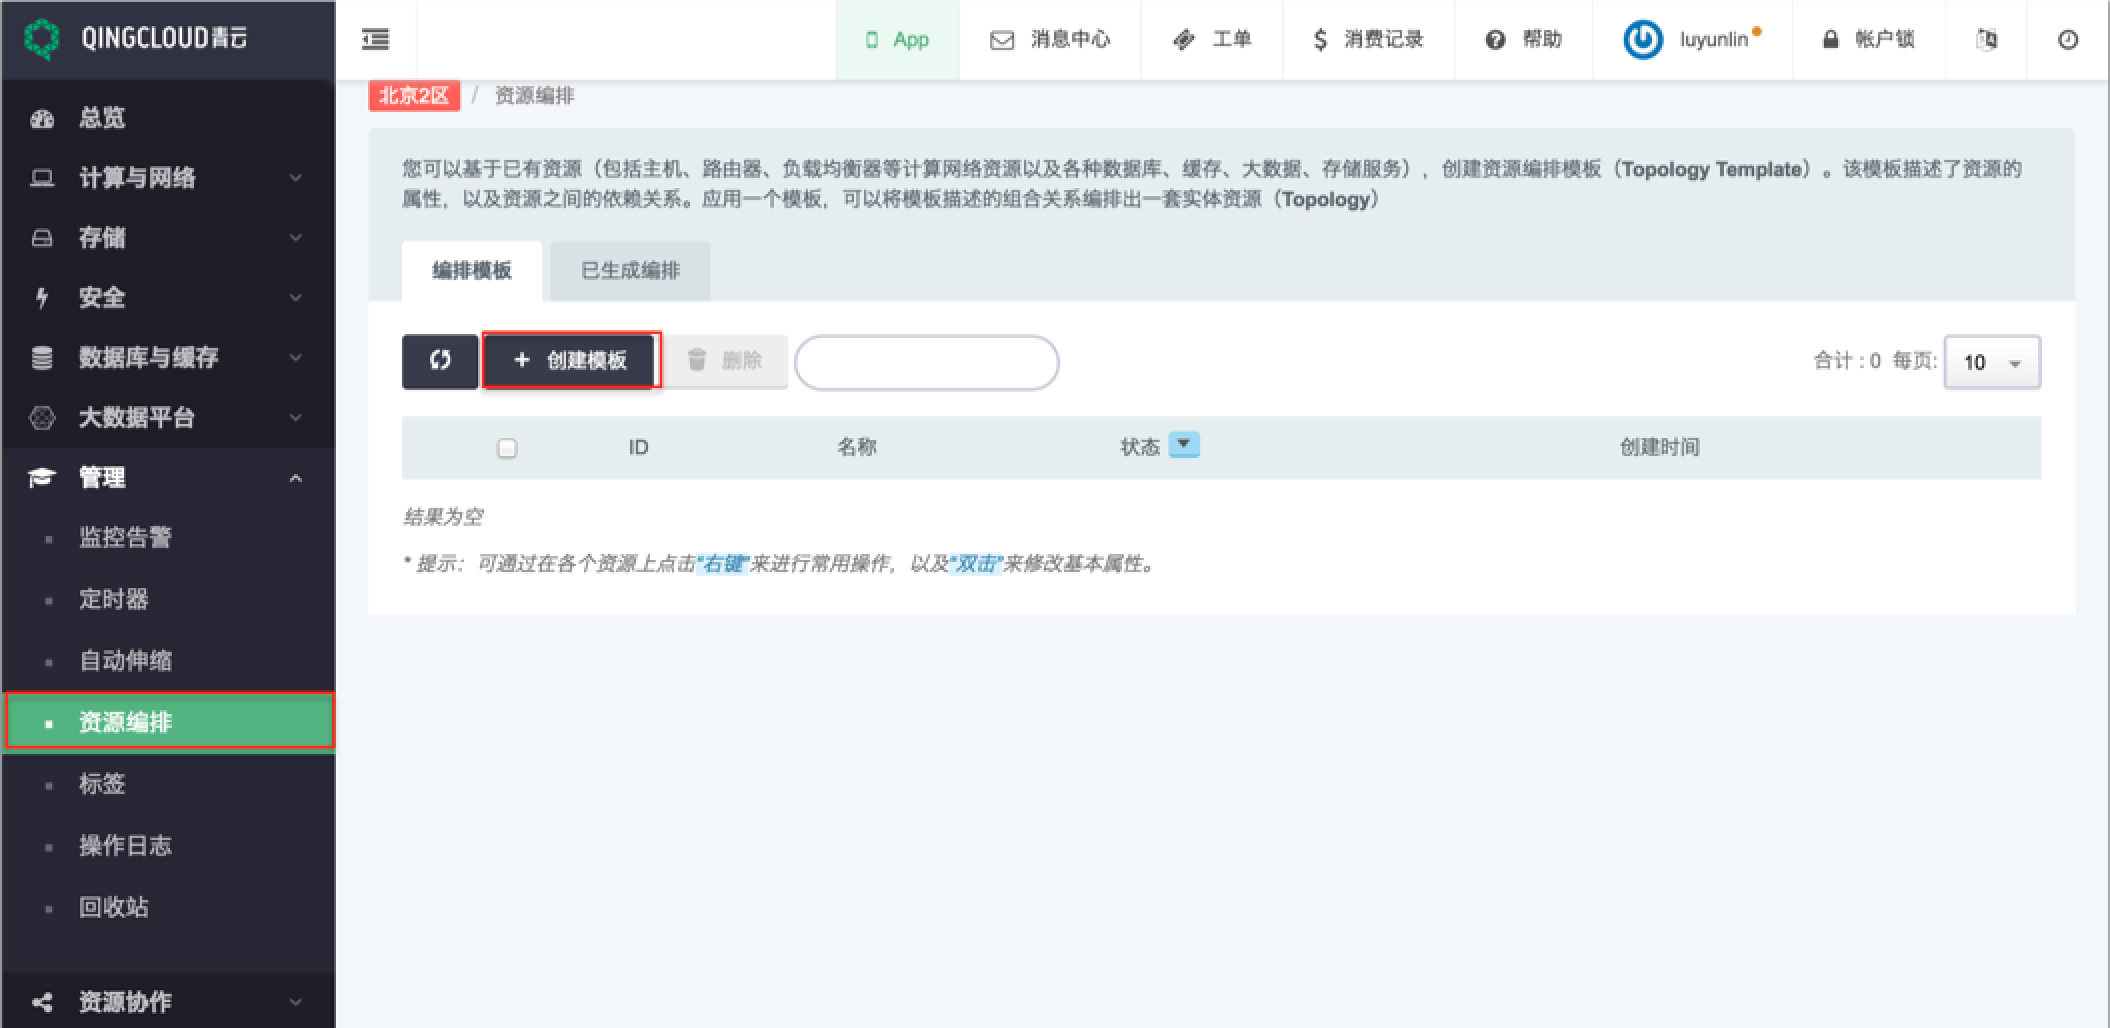 QINGCLOUD青云
App
消息中心
工单
消费记录
帮助
luyunlin
帐户锁
总览
计算与网络
存储
安全
数据库与缓存
大数据平台
管理
监控告警
定时器
自动伸缩
资源编排
标签
操作日志
回收站
资源协作
北京2区 / 资源编排
您可以基于已有资源（包括主机、路由器、负载均衡器等计算网络资源以及各种数据库、缓存、大数据、存储服务），创建资源编排模板（Topology Template）。该模板描述了资源的
属性，以及资源之间的依赖关系。应用一个模板，可以将模板描述的组合关系编排出一套实体资源（Topology）
编排模板
已生成编排
+ 创建模板
删除
合计 : 0 每页: 10
ID 名称 状态 创建时间
结果为空
* 提示：可通过在各个资源上点击“右键”来进行常用操作，以及“双击”来修改基本属性。